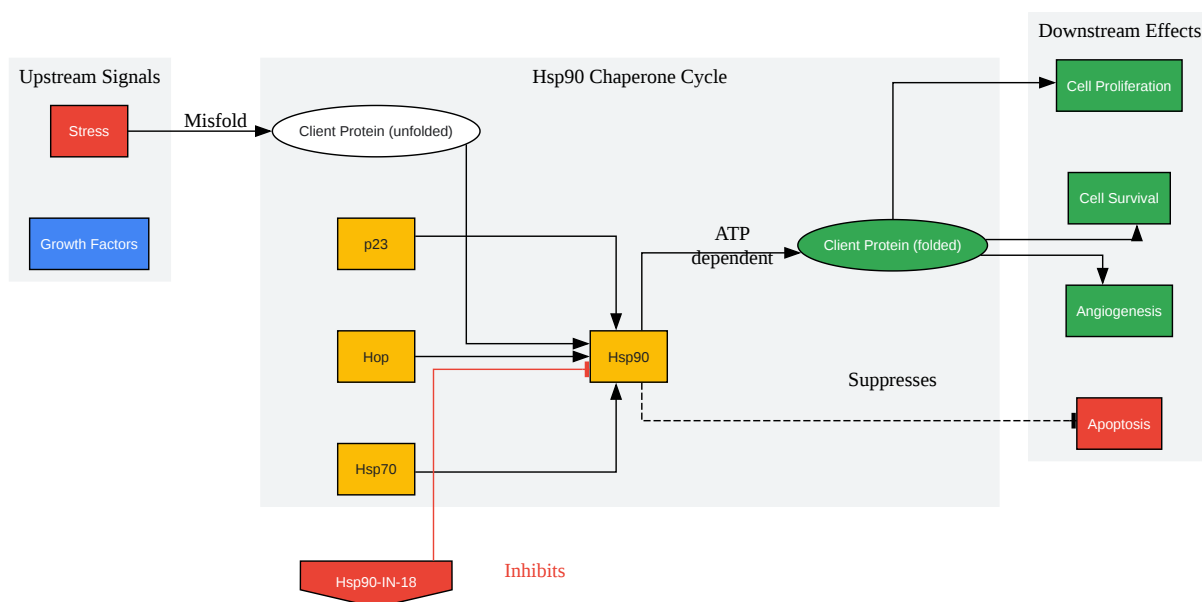 Upstream Signals
Stress
Growth Factors
Misfold
Hsp90 Chaperone Cycle
Client Protein (unfolded)
p23
Hop
Hsp70
Hsp90
ATP
dependent
Client Protein (folded)
Suppresses
Downstream Effects
Cell Proliferation
Cell Survival
Angiogenesis
Apoptosis
Hsp90-IN-18
Inhibits